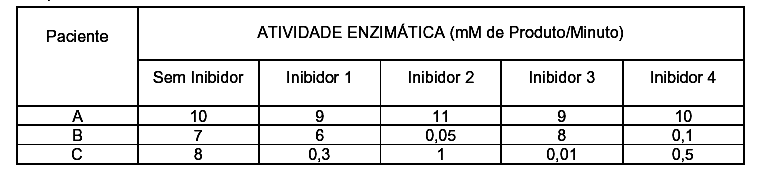 Paciente ATIVIDADE ENZIMÁTICA (mM de Produto/Minuto)
Sem Inibidor Inibidor 1 Inibidor 2 Inibidor 3 Inibidor 4
A 10 9 11 9 10
B 7 6 0,05 8 0,1
C 8 0,3 1 0,01 0,5